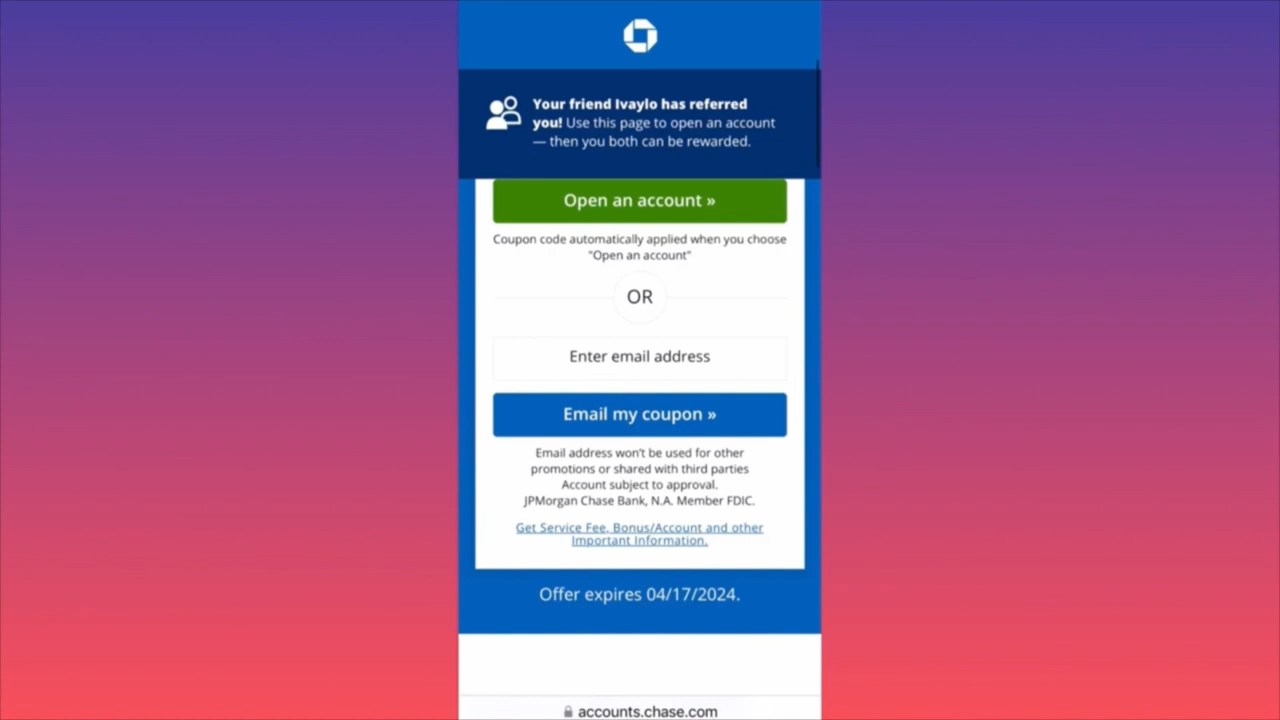 Your friend Ivaylo has referred
you! Use this page to open an account
— then you both can be rewarded.
Open an account »
Coupon code automatically applied when you choose
"Open an account"
OR
Enter email address
Email my coupon »
Email address won't be used for other
promotions or shared with third parties
Account subject to approval.
JPMorgan Chase Bank, N.A. Member FDIC.
Get Service Fee, Bonus/Account and other
Important Information.
Offer expires 04/17/2024.
accounts.chase.com